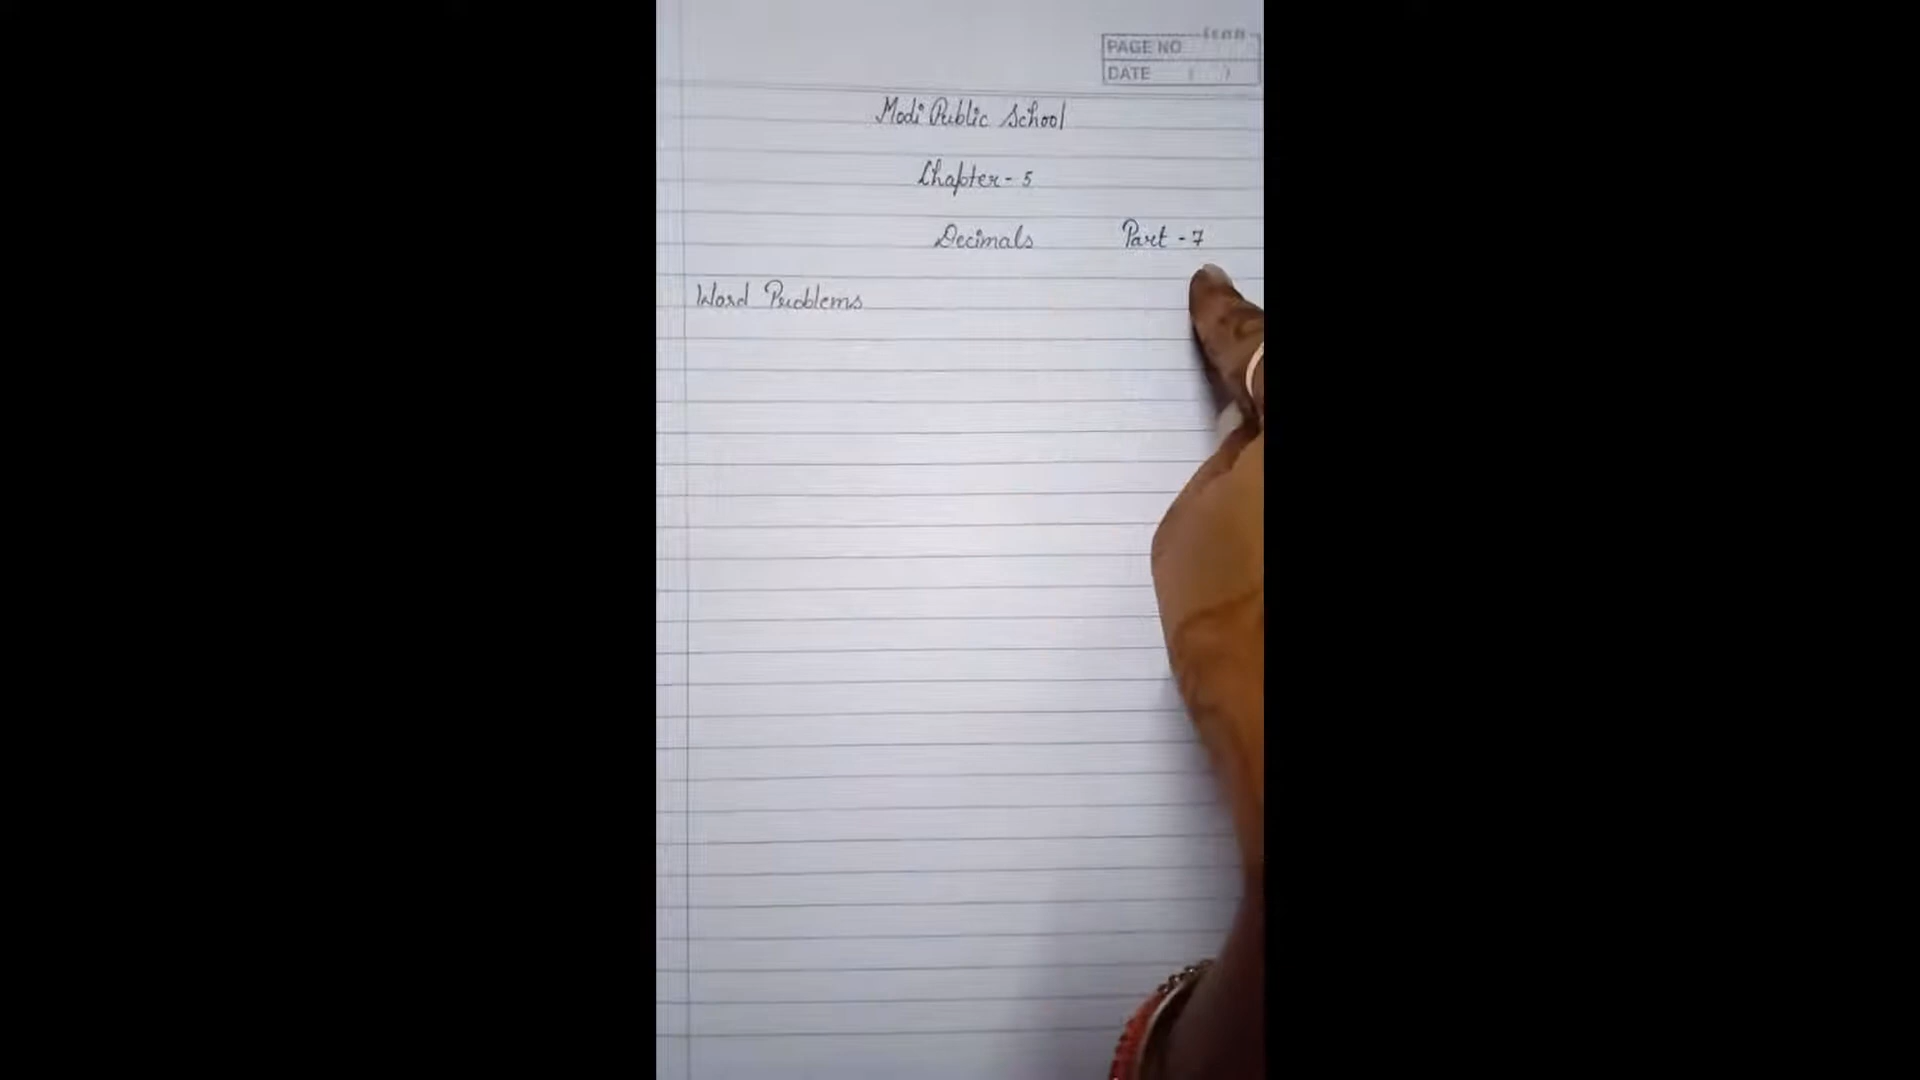 PAGE NO
DATE / /
Modi Public School
Chapter - 5
Decimals Part - 7
Word Problems